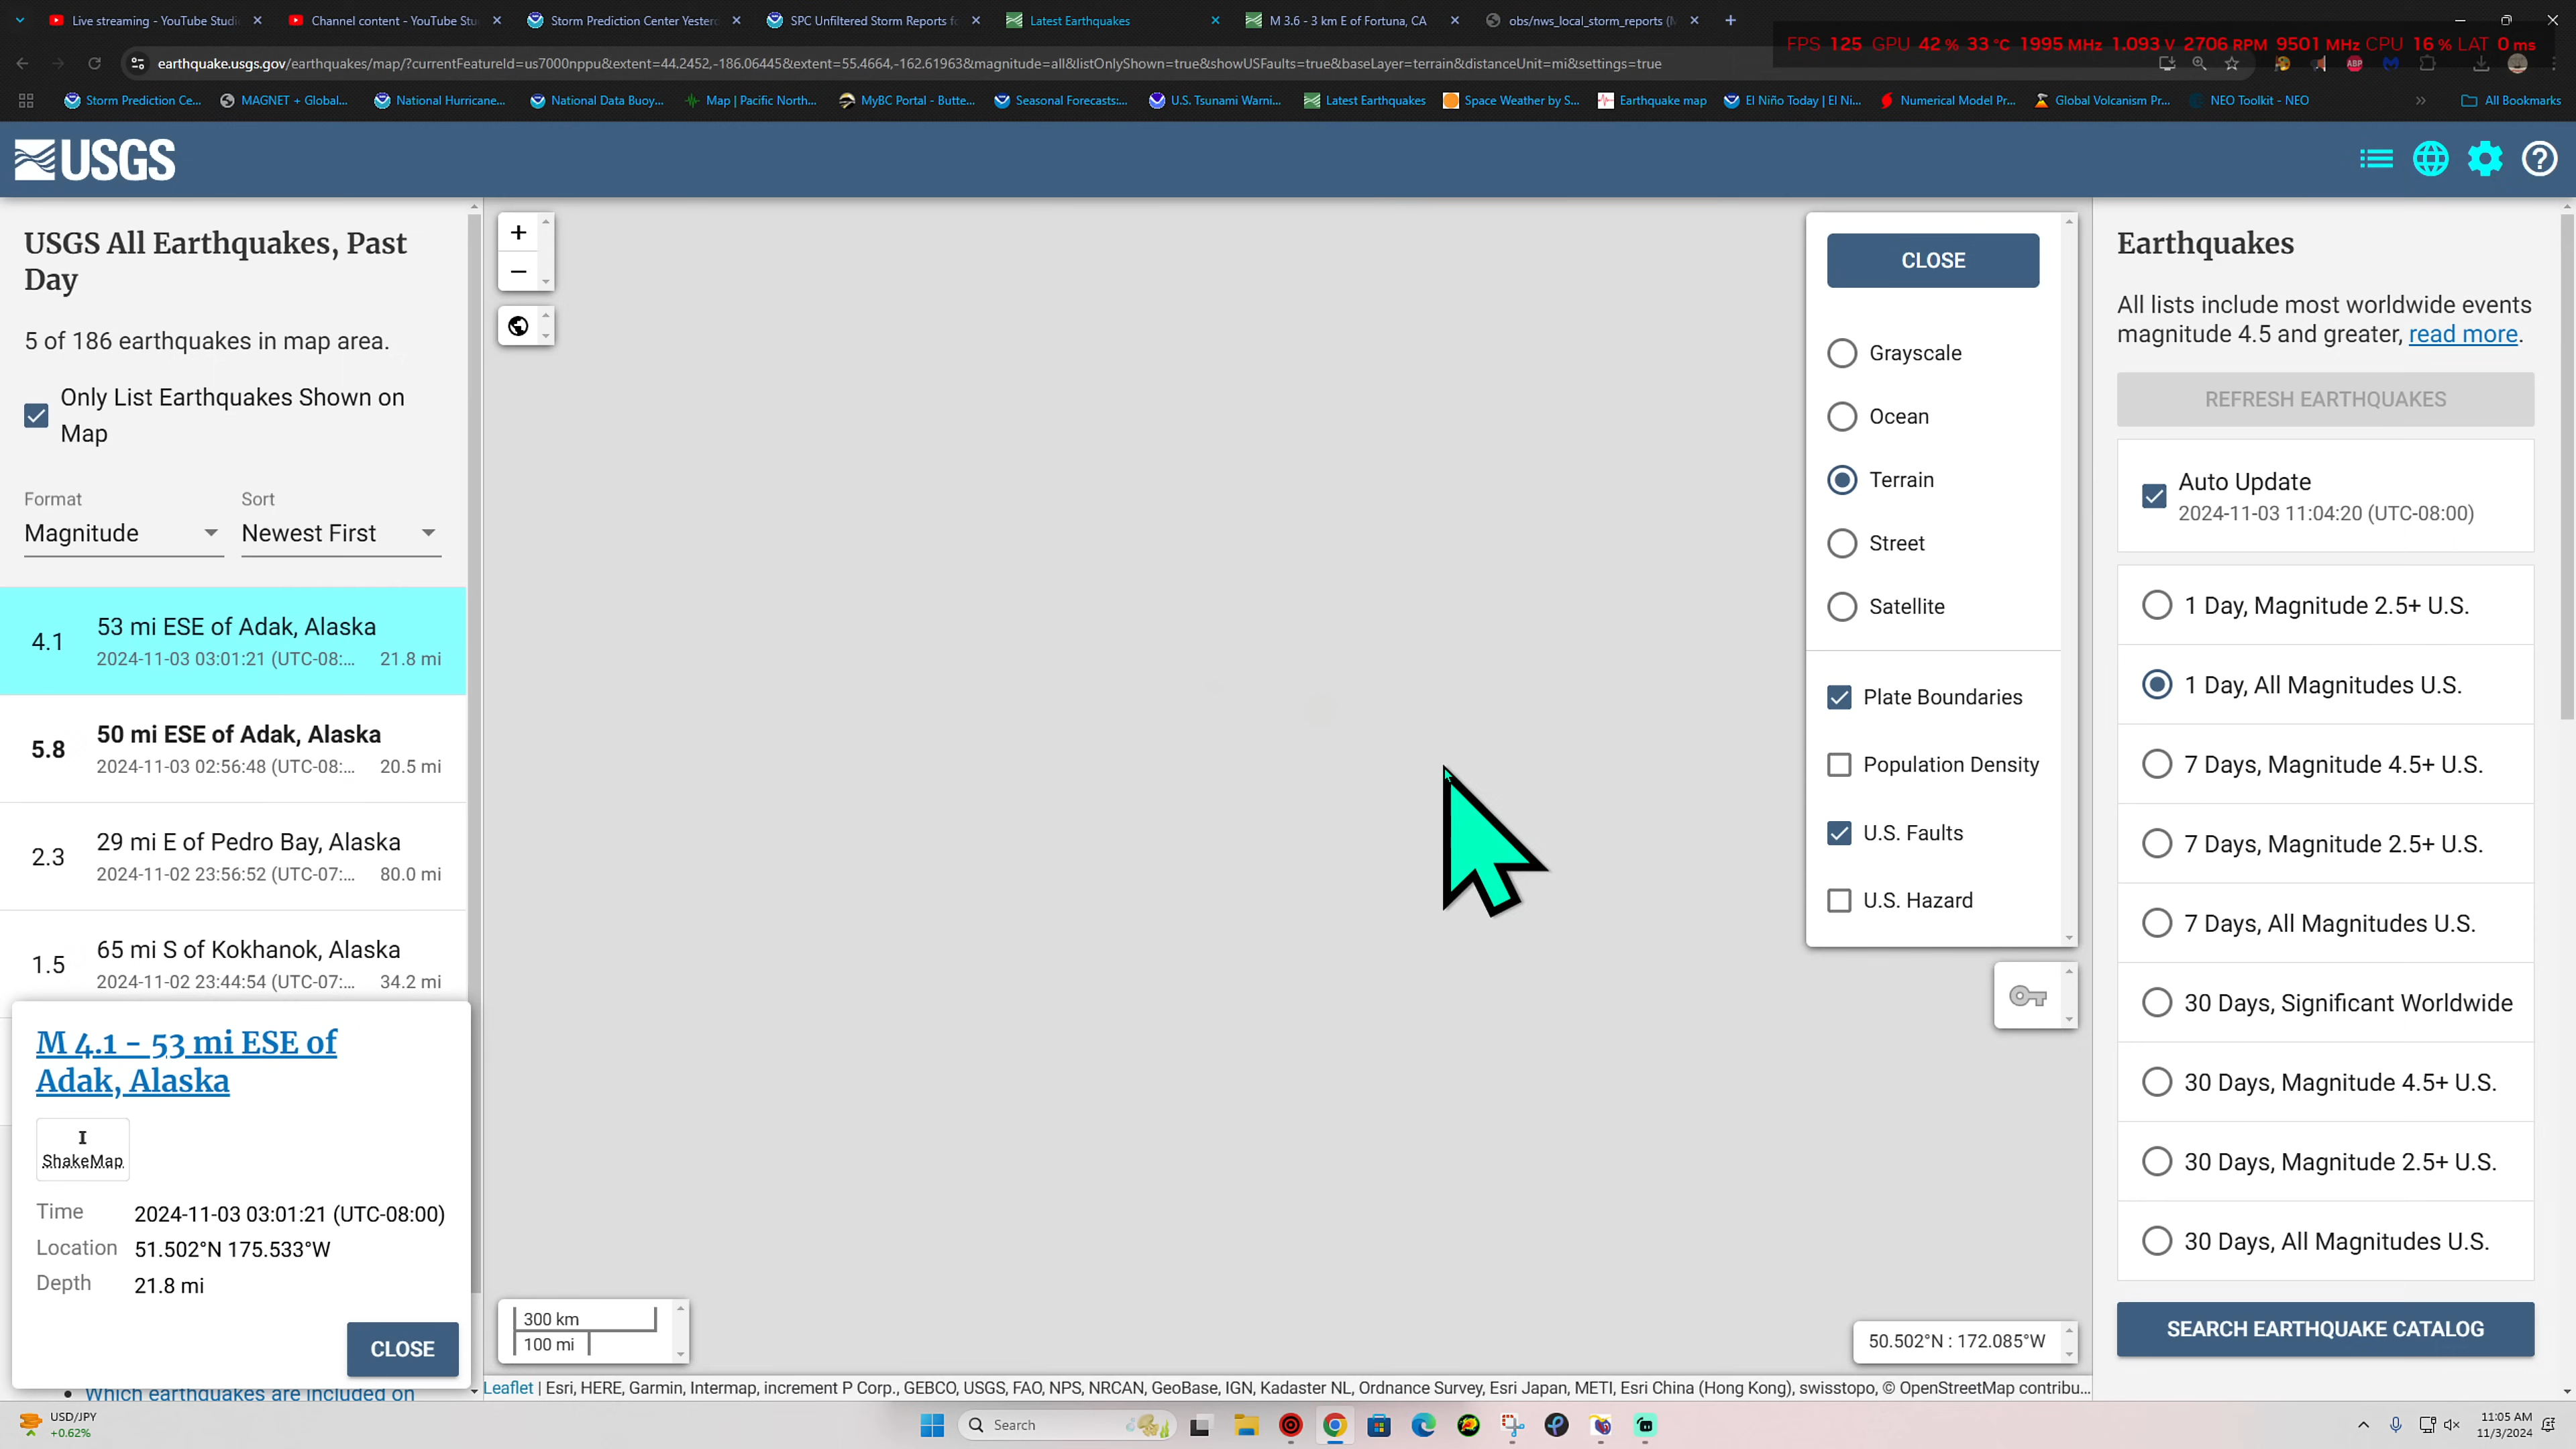 Live streaming - YouTube Studi
Channel content - YouTube Stu
Storm Prediction Center Yester
SPC Unfiltered Storm Reports f
Latest Earthquakes
M 3.6 - 3 km E of Fortuna, CA
obs/nws_local_storm_reports (M
FPS 125 GPU 42 % 33 °C 1995 MHz 1.093 V 2706 RPM 9501 MHz CPU 16 % LAT 0 ms
earthquake.usgs.gov/earthquakes/map/?currentFeatureId=us7000nppu&extent=44.2452,-186.06445&extent=55.4664,-162.61963&magnitude=all&listOnlyShown=true&showUSFaults=true&baseLayer=terrain&distanceUnit=mi&settings=true
Storm Prediction Ce...
MAGNET + Global...
National Hurricane...
National Data Buoy...
Map | Pacific North...
MyBC Portal - Butte...
Seasonal Forecasts:...
U.S. Tsunami Warni...
Latest Earthquakes
Space Weather by S...
Earthquake map
El Niño Today | El Ni...
Numerical Model Pr...
Global Volcanism Pr...
NEO Toolkit - NEO
All Bookmarks
USGS
USGS All Earthquakes, Past
Day
5 of 186 earthquakes in map area.
Only List Earthquakes Shown on
Map
Format
Sort
Magnitude
Newest First
4.1
53 mi ESE of Adak, Alaska
2024-11-03 03:01:21 (UTC-08:... 21.8 mi
5.8
50 mi ESE of Adak, Alaska
2024-11-03 02:56:48 (UTC-08:... 20.5 mi
2.3
29 mi E of Pedro Bay, Alaska
2024-11-02 23:56:52 (UTC-07:... 80.0 mi
1.5
65 mi S of Kokhanok, Alaska
2024-11-02 23:44:54 (UTC-07:... 34.2 mi
M 4.1 - 53 mi ESE of
Adak, Alaska
I
ShakeMap
Time 2024-11-03 03:01:21 (UTC-08:00)
Location 51.502°N 175.533°W
Depth 21.8 mi
CLOSE
Which earthquakes are included on
+
−
300 km
100 mi
CLOSE
Grayscale
Ocean
Terrain
Street
Satellite
Plate Boundaries
Population Density
U.S. Faults
U.S. Hazard
50.502°N : 172.085°W
Leaflet | Esri, HERE, Garmin, Intermap, increment P Corp., GEBCO, USGS, FAO, NPS, NRCAN, GeoBase, IGN, Kadaster NL, Ordnance Survey, Esri Japan, METI, Esri China (Hong Kong), swisstopo, © OpenStreetMap contribu...
Earthquakes
All lists include most worldwide events
magnitude 4.5 and greater, read more.
REFRESH EARTHQUAKES
Auto Update
2024-11-03 11:04:20 (UTC-08:00)
1 Day, Magnitude 2.5+ U.S.
1 Day, All Magnitudes U.S.
7 Days, Magnitude 4.5+ U.S.
7 Days, Magnitude 2.5+ U.S.
7 Days, All Magnitudes U.S.
30 Days, Significant Worldwide
30 Days, Magnitude 4.5+ U.S.
30 Days, Magnitude 2.5+ U.S.
30 Days, All Magnitudes U.S.
SEARCH EARTHQUAKE CATALOG
USD/JPY
+0.62%
Search
11:05 AM
11/3/2024